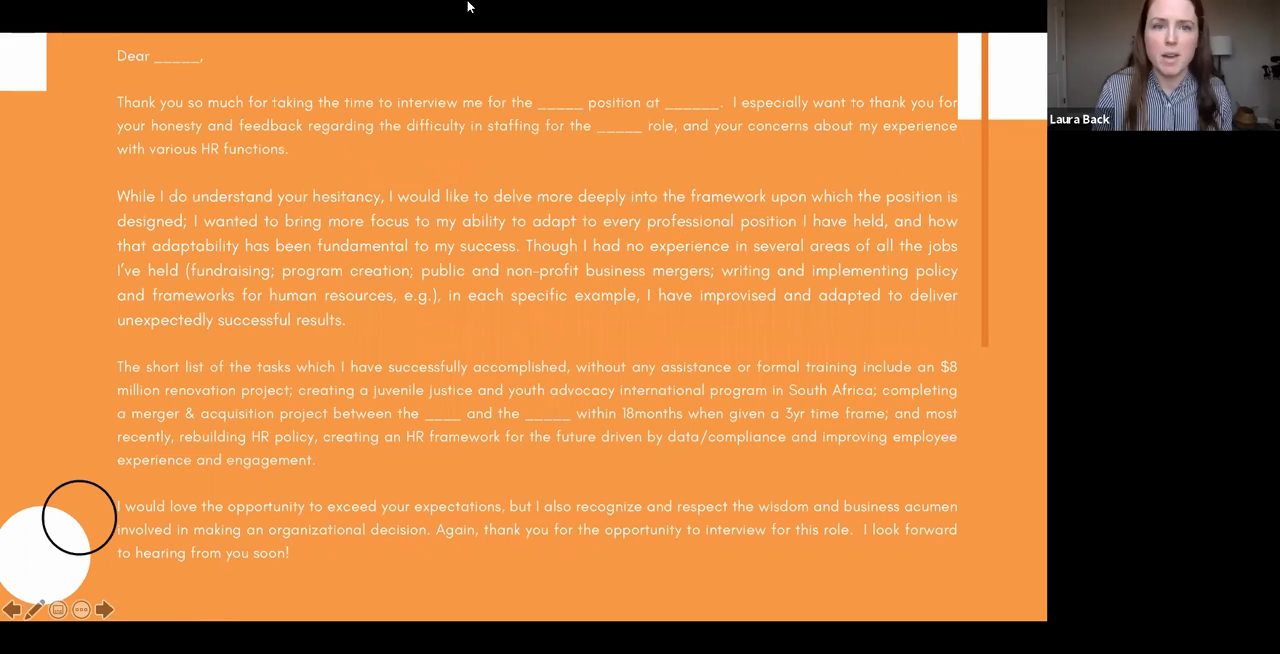 Dear _____,
Thank you so much for taking the time to interview me for the _____ position at ______.  I especially want to thank you for
your honesty and feedback regarding the difficulty in staffing for the _____ role, and your concerns about my experience
with various HR functions.
While I do understand your hesitancy, I would like to delve more deeply into the framework upon which the position is
designed; I wanted to bring more focus to my ability to adapt to every professional position I have held, and how
that adaptability has been fundamental to my success. Though I had no experience in several areas of all the jobs
I've held (fundraising; program creation; public and non-profit business mergers; writing and implementing policy
and frameworks for human resources, e.g.), in each specific example, I have improvised and adapted to deliver
unexpectedly successful results.
The short list of the tasks which I have successfully accomplished, without any assistance or formal training include an $8
million renovation project; creating a juvenile justice and youth advocacy international program in South Africa; completing
a merger & acquisition project between the ____ and the _____ within 18months when given a 3yr time frame; and most
recently, rebuilding HR policy, creating an HR framework for the future driven by data/compliance and improving employee
experience and engagement.
I would love the opportunity to exceed your expectations, but I also recognize and respect the wisdom and business acumen
involved in making an organizational decision. Again, thank you for the opportunity to interview for this role.  I look forward
to hearing from you soon!
Laura Back